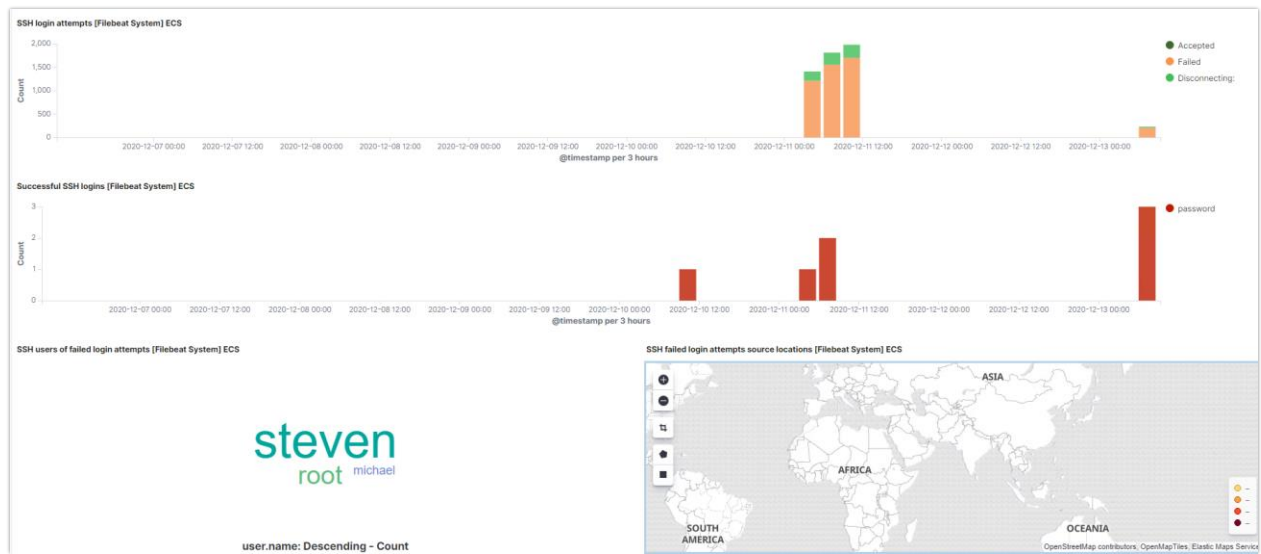 SSH login attempts [Filebeat System] ECS
2,000
1,500
1,000
500
0
Count
2020-12-07 00:00 2020-12-07 12:00 2020-12-08 00:00 2020-12-08 12:00 2020-12-09 00:00 2020-12-09 12:00 2020-12-10 00:00 2020-12-10 12:00 2020-12-11 00:00 2020-12-11 12:00 2020-12-12 00:00 2020-12-12 12:00 2020-12-13 00:00
@timestamp per 3 hours
Accepted
Failed
Disconnecting:
Successful SSH logins [Filebeat System] ECS
3
2
1
0
Count
2020-12-07 00:00 2020-12-07 12:00 2020-12-08 00:00 2020-12-08 12:00 2020-12-09 00:00 2020-12-09 12:00 2020-12-10 00:00 2020-12-10 12:00 2020-12-11 00:00 2020-12-11 12:00 2020-12-12 00:00 2020-12-12 12:00 2020-12-13 00:00
@timestamp per 3 hours
password
SSH users of failed login attempts [Filebeat System] ECS
steven
root michael
user.name: Descending - Count
SSH failed login attempts source locations [Filebeat System] ECS
ASIA
AFRICA
SOUTH
AMERICA
OCEANIA
–
–
–
–
OpenStreetMap contributors, OpenMapTiles, Elastic Maps Service